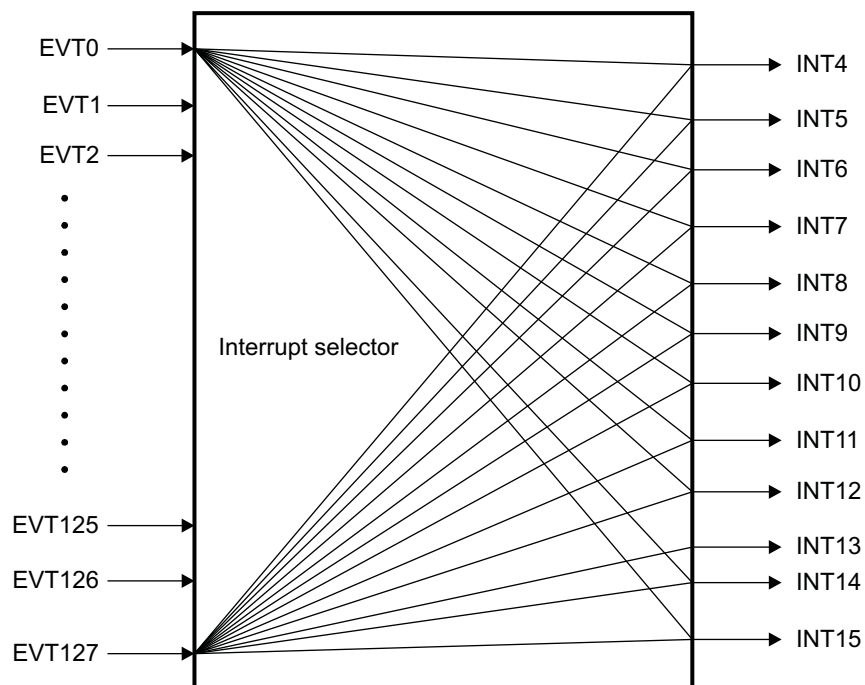 EVT0
EVT1
EVT2
EVT125
EVT126
EVT127
Interrupt selector
INT4
INT5
INT6
INT7
INT8
INT9
INT10
INT11
INT12
INT13
INT14
INT15